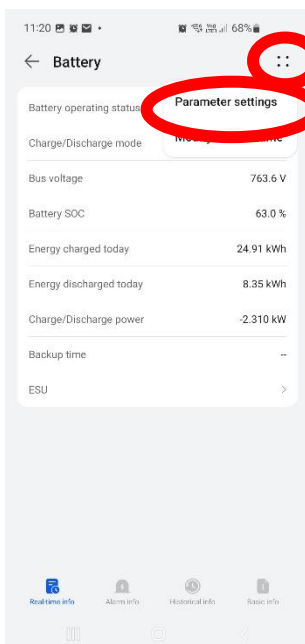 11:20 68%
Battery
Battery operating status
Parameter settings
Charge/Discharge mode
Bus voltage 763.6 V
Battery SOC 63.0 %
Energy charged today 24.91 kWh
Energy discharged today 8.35 kWh
Charge/Discharge power -2.310 kW
Backup time --
ESU
Real-time info Alarm info Historical info Basic info